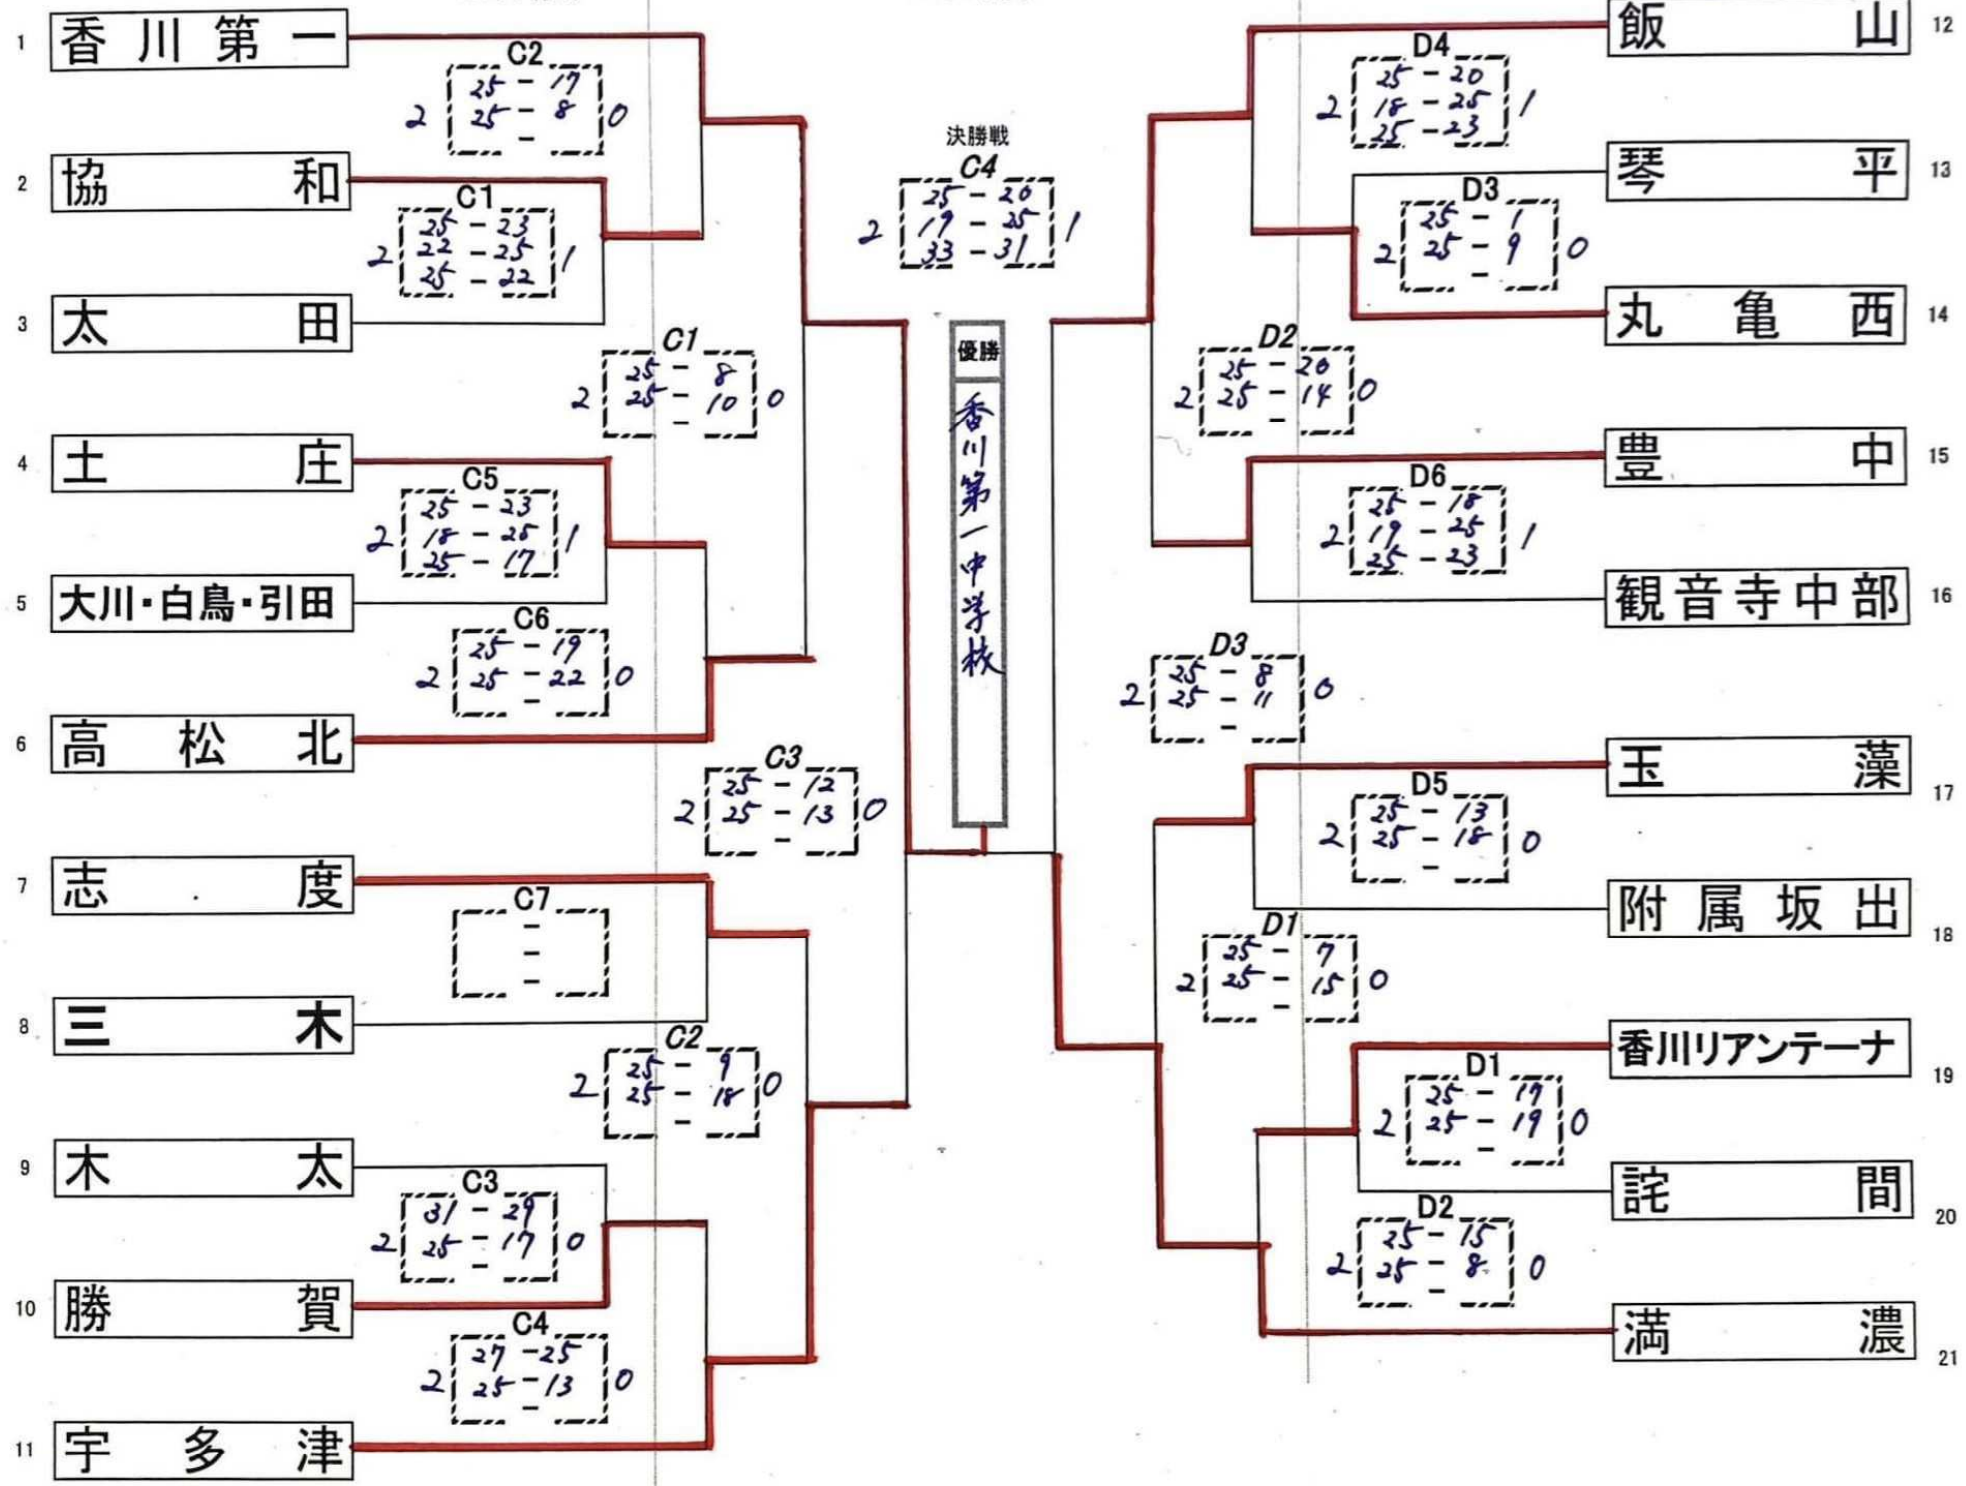 1 香川第一
C2
25 - 17
2 25 - 8 0
-
2 協和
C1
25 - 23
2 22 - 25 1
25 - 22
3 太田
C1
25 - 8
2 25 - 10 0
-
4 土庄
C5
25 - 23
2 18 - 25 1
25 - 17
5 大川・白鳥・引田
C6
25 - 19
2 25 - 22 0
-
6 高松北
C3
25 - 12
2 25 - 13 0
-
7 志度
C7
-
-
-
8 三木
C2
25 - 9
2 25 - 18 0
-
9 木太
C3
31 - 29
2 25 - 17 0
-
10 勝賀
C4
27 - 25
2 25 - 13 0
-
11 宇多津
決勝戦
C4
25 - 20
2 19 - 25 1
33 - 31
優勝
香川第一中学校
飯山 12
D4
25 - 20
2 18 - 25 1
25 - 23
琴平 13
D3
25 - 1
2 25 - 9 0
-
丸亀西 14
D2
25 - 20
2 25 - 14 0
-
豊中 15
D6
25 - 18
2 19 - 25 1
25 - 23
観音寺中部 16
D3
25 - 8
2 25 - 11 0
-
玉藻 17
D5
25 - 13
2 25 - 18 0
-
附属坂出 18
D1
25 - 7
2 25 - 15 0
-
香川リアンテーナ 19
D1
25 - 17
2 25 - 19 0
-
詫間 20
D2
25 - 15
2 25 - 8 0
-
満濃 21